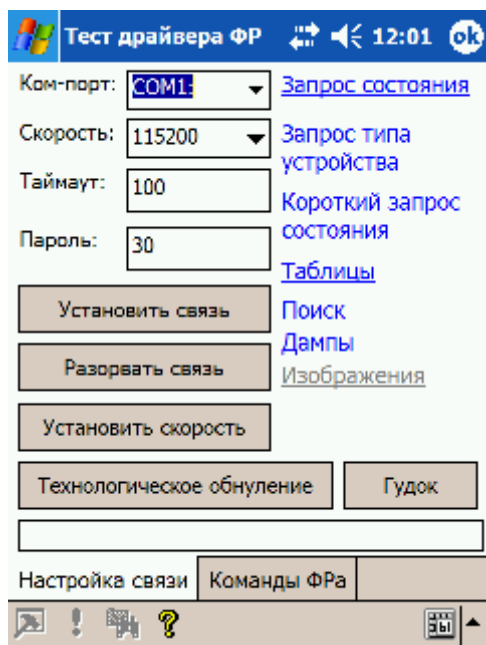 Тест драйвера ФР 12:01 ok
Ком-порт: COM1:
Скорость: 115200
Таймаут: 100
Пароль: 30
Запрос состояния
Запрос типа
устройства
Короткий запрос
состояния
Таблицы
Поиск
Дампы
Изображения
Установить связь
Разорвать связь
Установить скорость
Технологическое обнуление
Гудок
Настройка связи
Команды ФРа